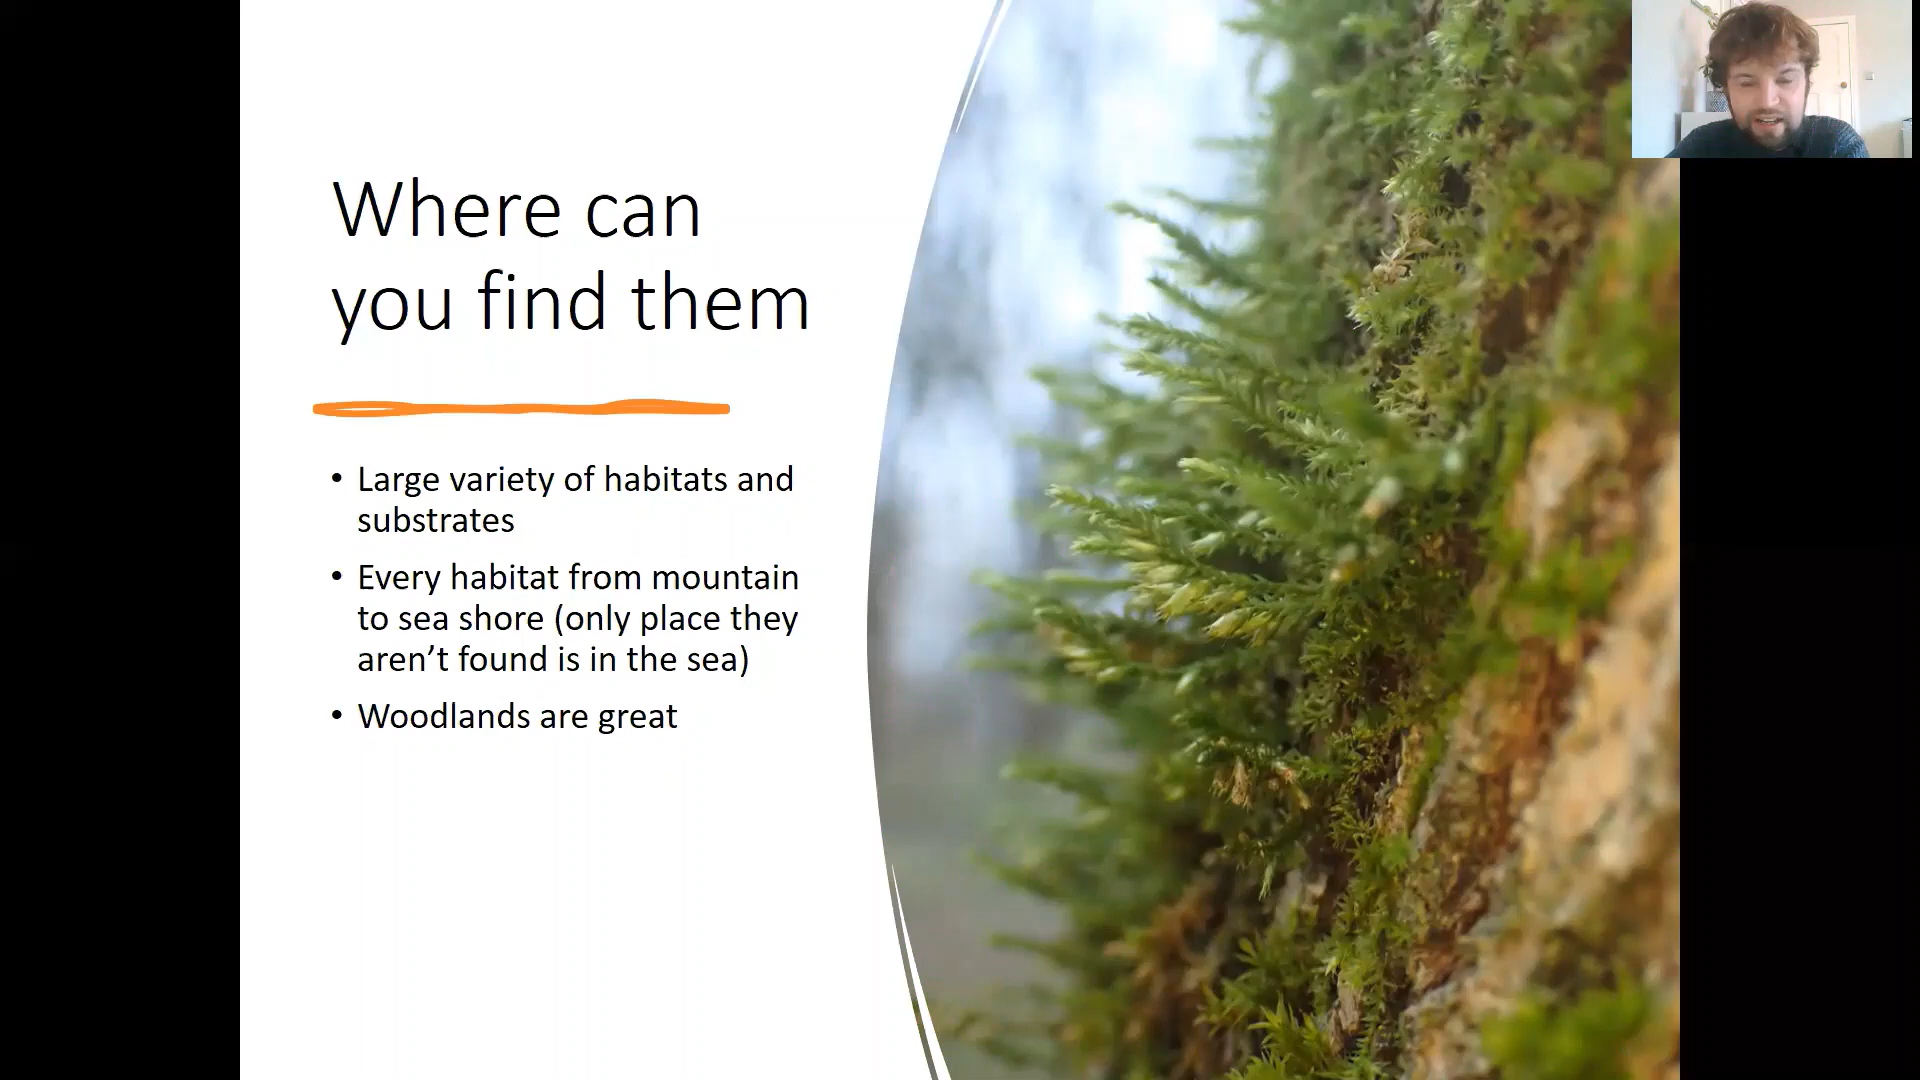 Where can
you find them
• Large variety of habitats and
substrates
• Every habitat from mountain
to sea shore (only place they
aren’t found is in the sea)
• Woodlands are great